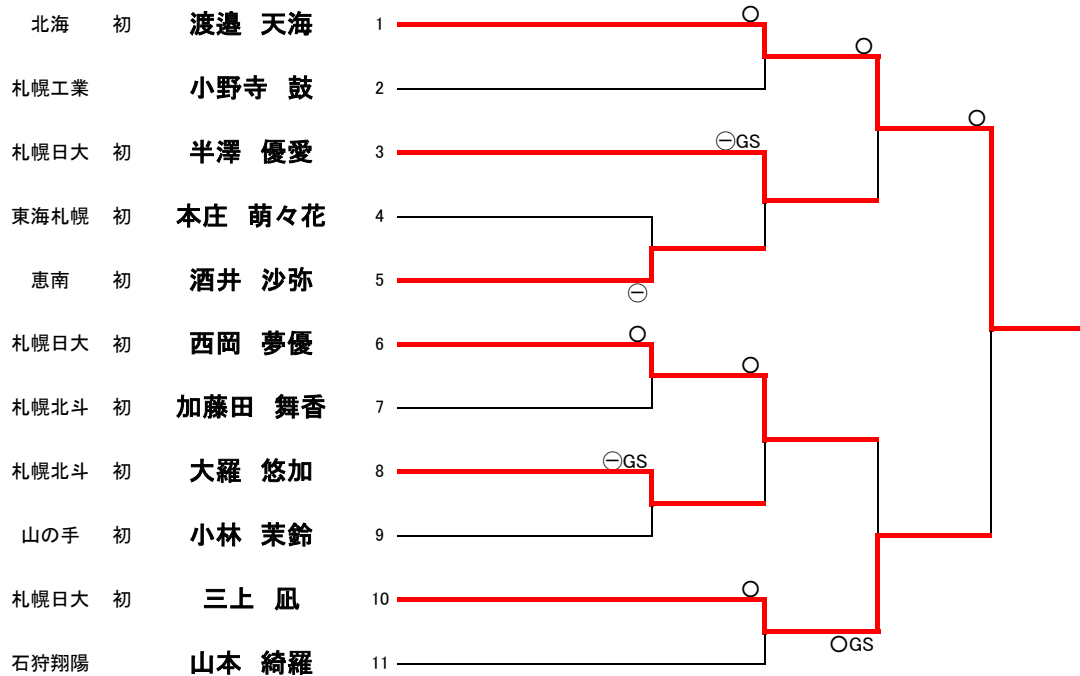 北海 初 渡邉 天海 1 ○ ○
札幌工業 小野寺 鼓 2 ○
札幌日大 初 半澤 優愛 3 ㊀GS
東海札幌 初 本庄 萌々花 4
恵南 初 酒井 沙弥 5 ㊀
札幌日大 初 西岡 夢優 6 ○ ○
札幌北斗 初 加藤田 舞香 7
札幌北斗 初 大羅 悠加 8 ㊀GS
山の手 初 小林 茉鈴 9
札幌日大 初 三上 凪 10 ○ ○GS
石狩翔陽 山本 綺羅 11